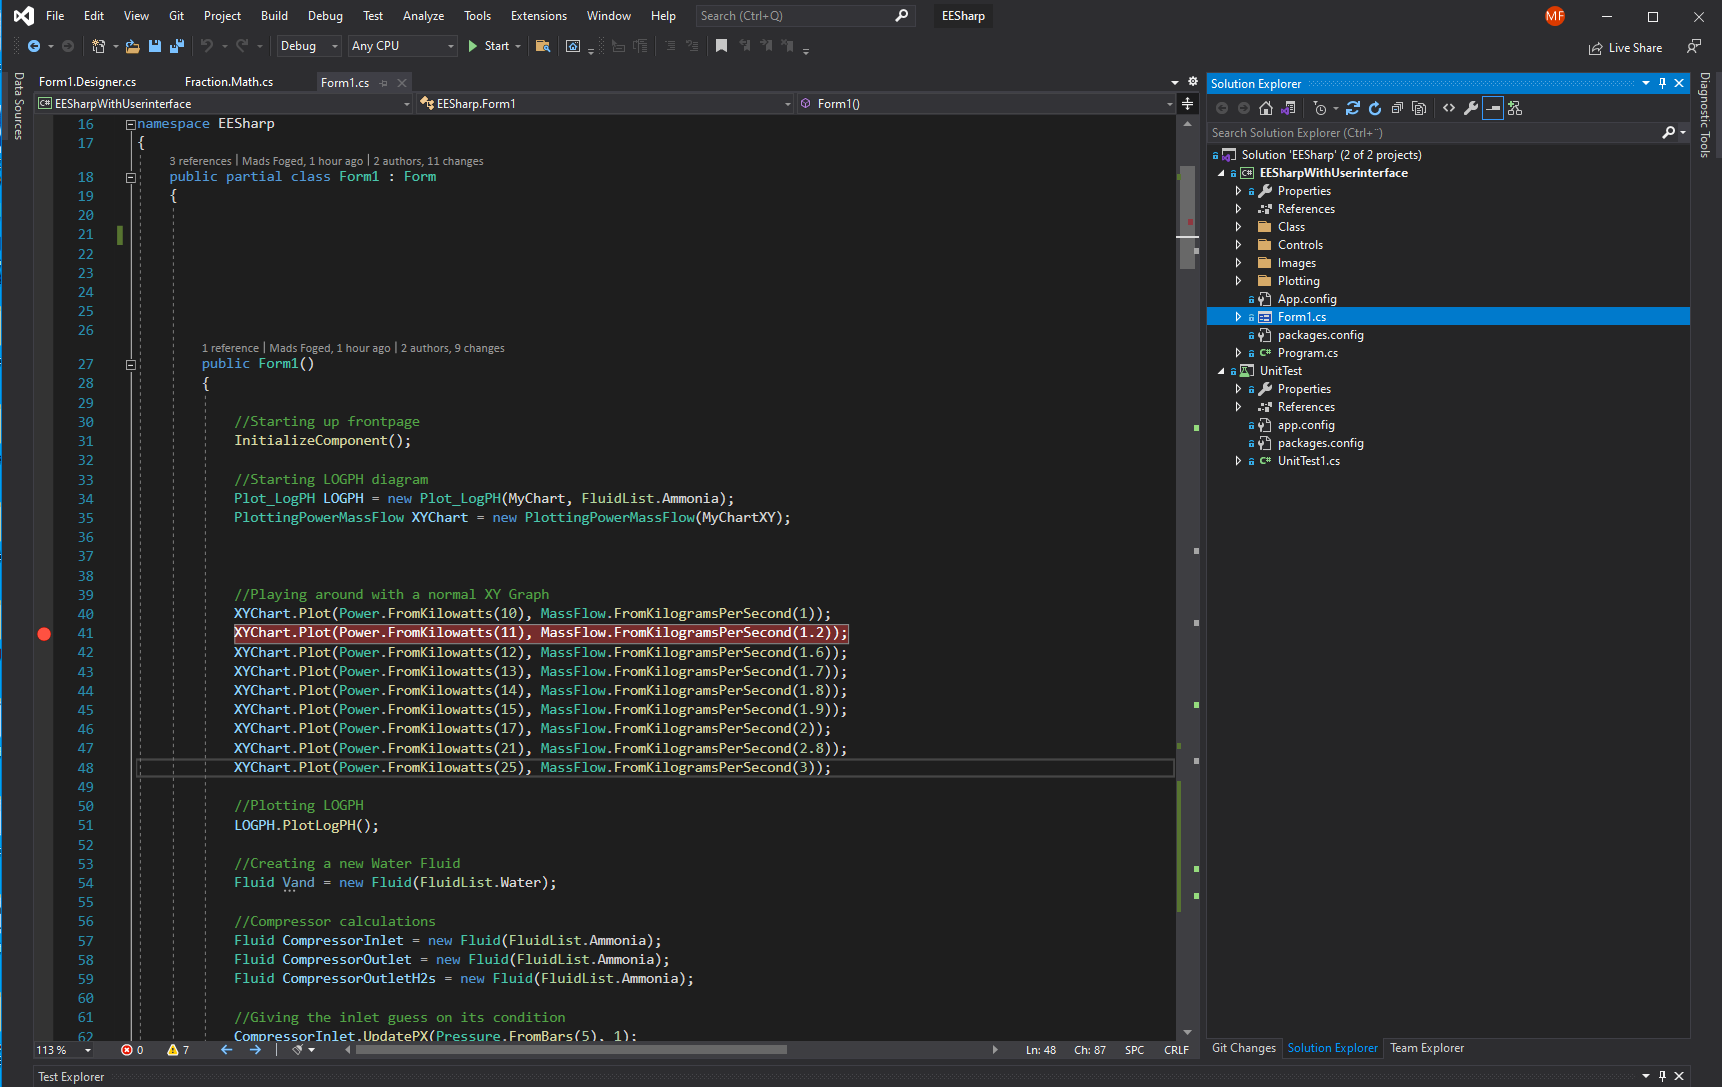 File Edit View Git Project Build Debug Test Analyze Tools Extensions Window Help Search (Ctrl+Q) EESharp MF
Debug Any CPU Start Live Share
Data Sources
Form1.Designer.cs Fraction.Math.cs Form1.cs
EESharpWithUserinterface EESharp.Form1 Form1()
16 namespace EESharp
17 {
3 references | Mads Foged, 1 hour ago | 2 authors, 11 changes
18 public partial class Form1 : Form
19 {
20
21
22
23
24
25
26
1 reference | Mads Foged, 1 hour ago | 2 authors, 9 changes
27 public Form1()
28 {
29
30 //Starting up frontpage
31 InitializeComponent();
32
33 //Starting LOGPH diagram
34 Plot_LogPH LOGPH = new Plot_LogPH(MyChart, FluidList.Ammonia);
35 PlottingPowerMassFlow XYChart = new PlottingPowerMassFlow(MyChartXY);
36
37
38
39 //Playing around with a normal XY Graph
40 XYChart.Plot(Power.FromKilowatts(10), MassFlow.FromKilogramsPerSecond(1));
41 XYChart.Plot(Power.FromKilowatts(11), MassFlow.FromKilogramsPerSecond(1.2));
42 XYChart.Plot(Power.FromKilowatts(12), MassFlow.FromKilogramsPerSecond(1.6));
43 XYChart.Plot(Power.FromKilowatts(13), MassFlow.FromKilogramsPerSecond(1.7));
44 XYChart.Plot(Power.FromKilowatts(14), MassFlow.FromKilogramsPerSecond(1.8));
45 XYChart.Plot(Power.FromKilowatts(15), MassFlow.FromKilogramsPerSecond(1.9));
46 XYChart.Plot(Power.FromKilowatts(17), MassFlow.FromKilogramsPerSecond(2));
47 XYChart.Plot(Power.FromKilowatts(21), MassFlow.FromKilogramsPerSecond(2.8));
48 XYChart.Plot(Power.FromKilowatts(25), MassFlow.FromKilogramsPerSecond(3));
49
50 //Plotting LOGPH
51 LOGPH.PlotLogPH();
52
53 //Creating a new Water Fluid
54 Fluid Vand = new Fluid(FluidList.Water);
55
56 //Compressor calculations
57 Fluid CompressorInlet = new Fluid(FluidList.Ammonia);
58 Fluid CompressorOutlet = new Fluid(FluidList.Ammonia);
59 Fluid CompressorOutletH2s = new Fluid(FluidList.Ammonia);
60
61 //Giving the inlet guess on its condition
62 CompressorInlet.UpdatePX(Pressure.FromBars(5), 1);
113 % 0 7 Ln: 48 Ch: 87 SPC CRLF
Test Explorer
Solution Explorer
Search Solution Explorer (Ctrl+¨)
Solution 'EESharp' (2 of 2 projects)
EESharpWithUserinterface
Properties
References
Class
Controls
Images
Plotting
App.config
Form1.cs
packages.config
C# Program.cs
UnitTest
Properties
References
app.config
packages.config
C# UnitTest1.cs
Git Changes Solution Explorer Team Explorer
Diagnostic Tools